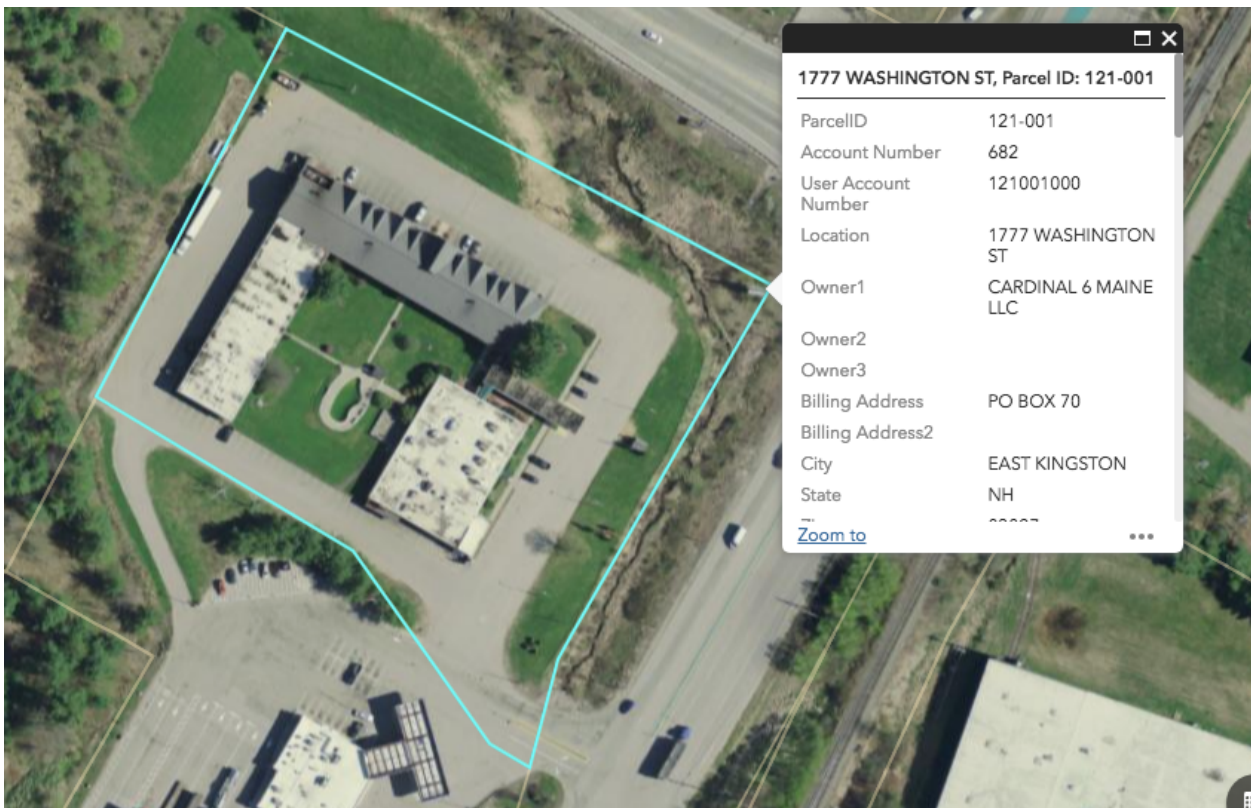 1777 WASHINGTON ST, Parcel ID: 121-001
ParcelID 121-001
Account Number 682
User Account 121001000
Number
Location 1777 WASHINGTON
ST
Owner1 CARDINAL 6 MAINE
LLC
Owner2
Owner3
Billing Address PO BOX 70
Billing Address2
City EAST KINGSTON
State NH
Zoom to